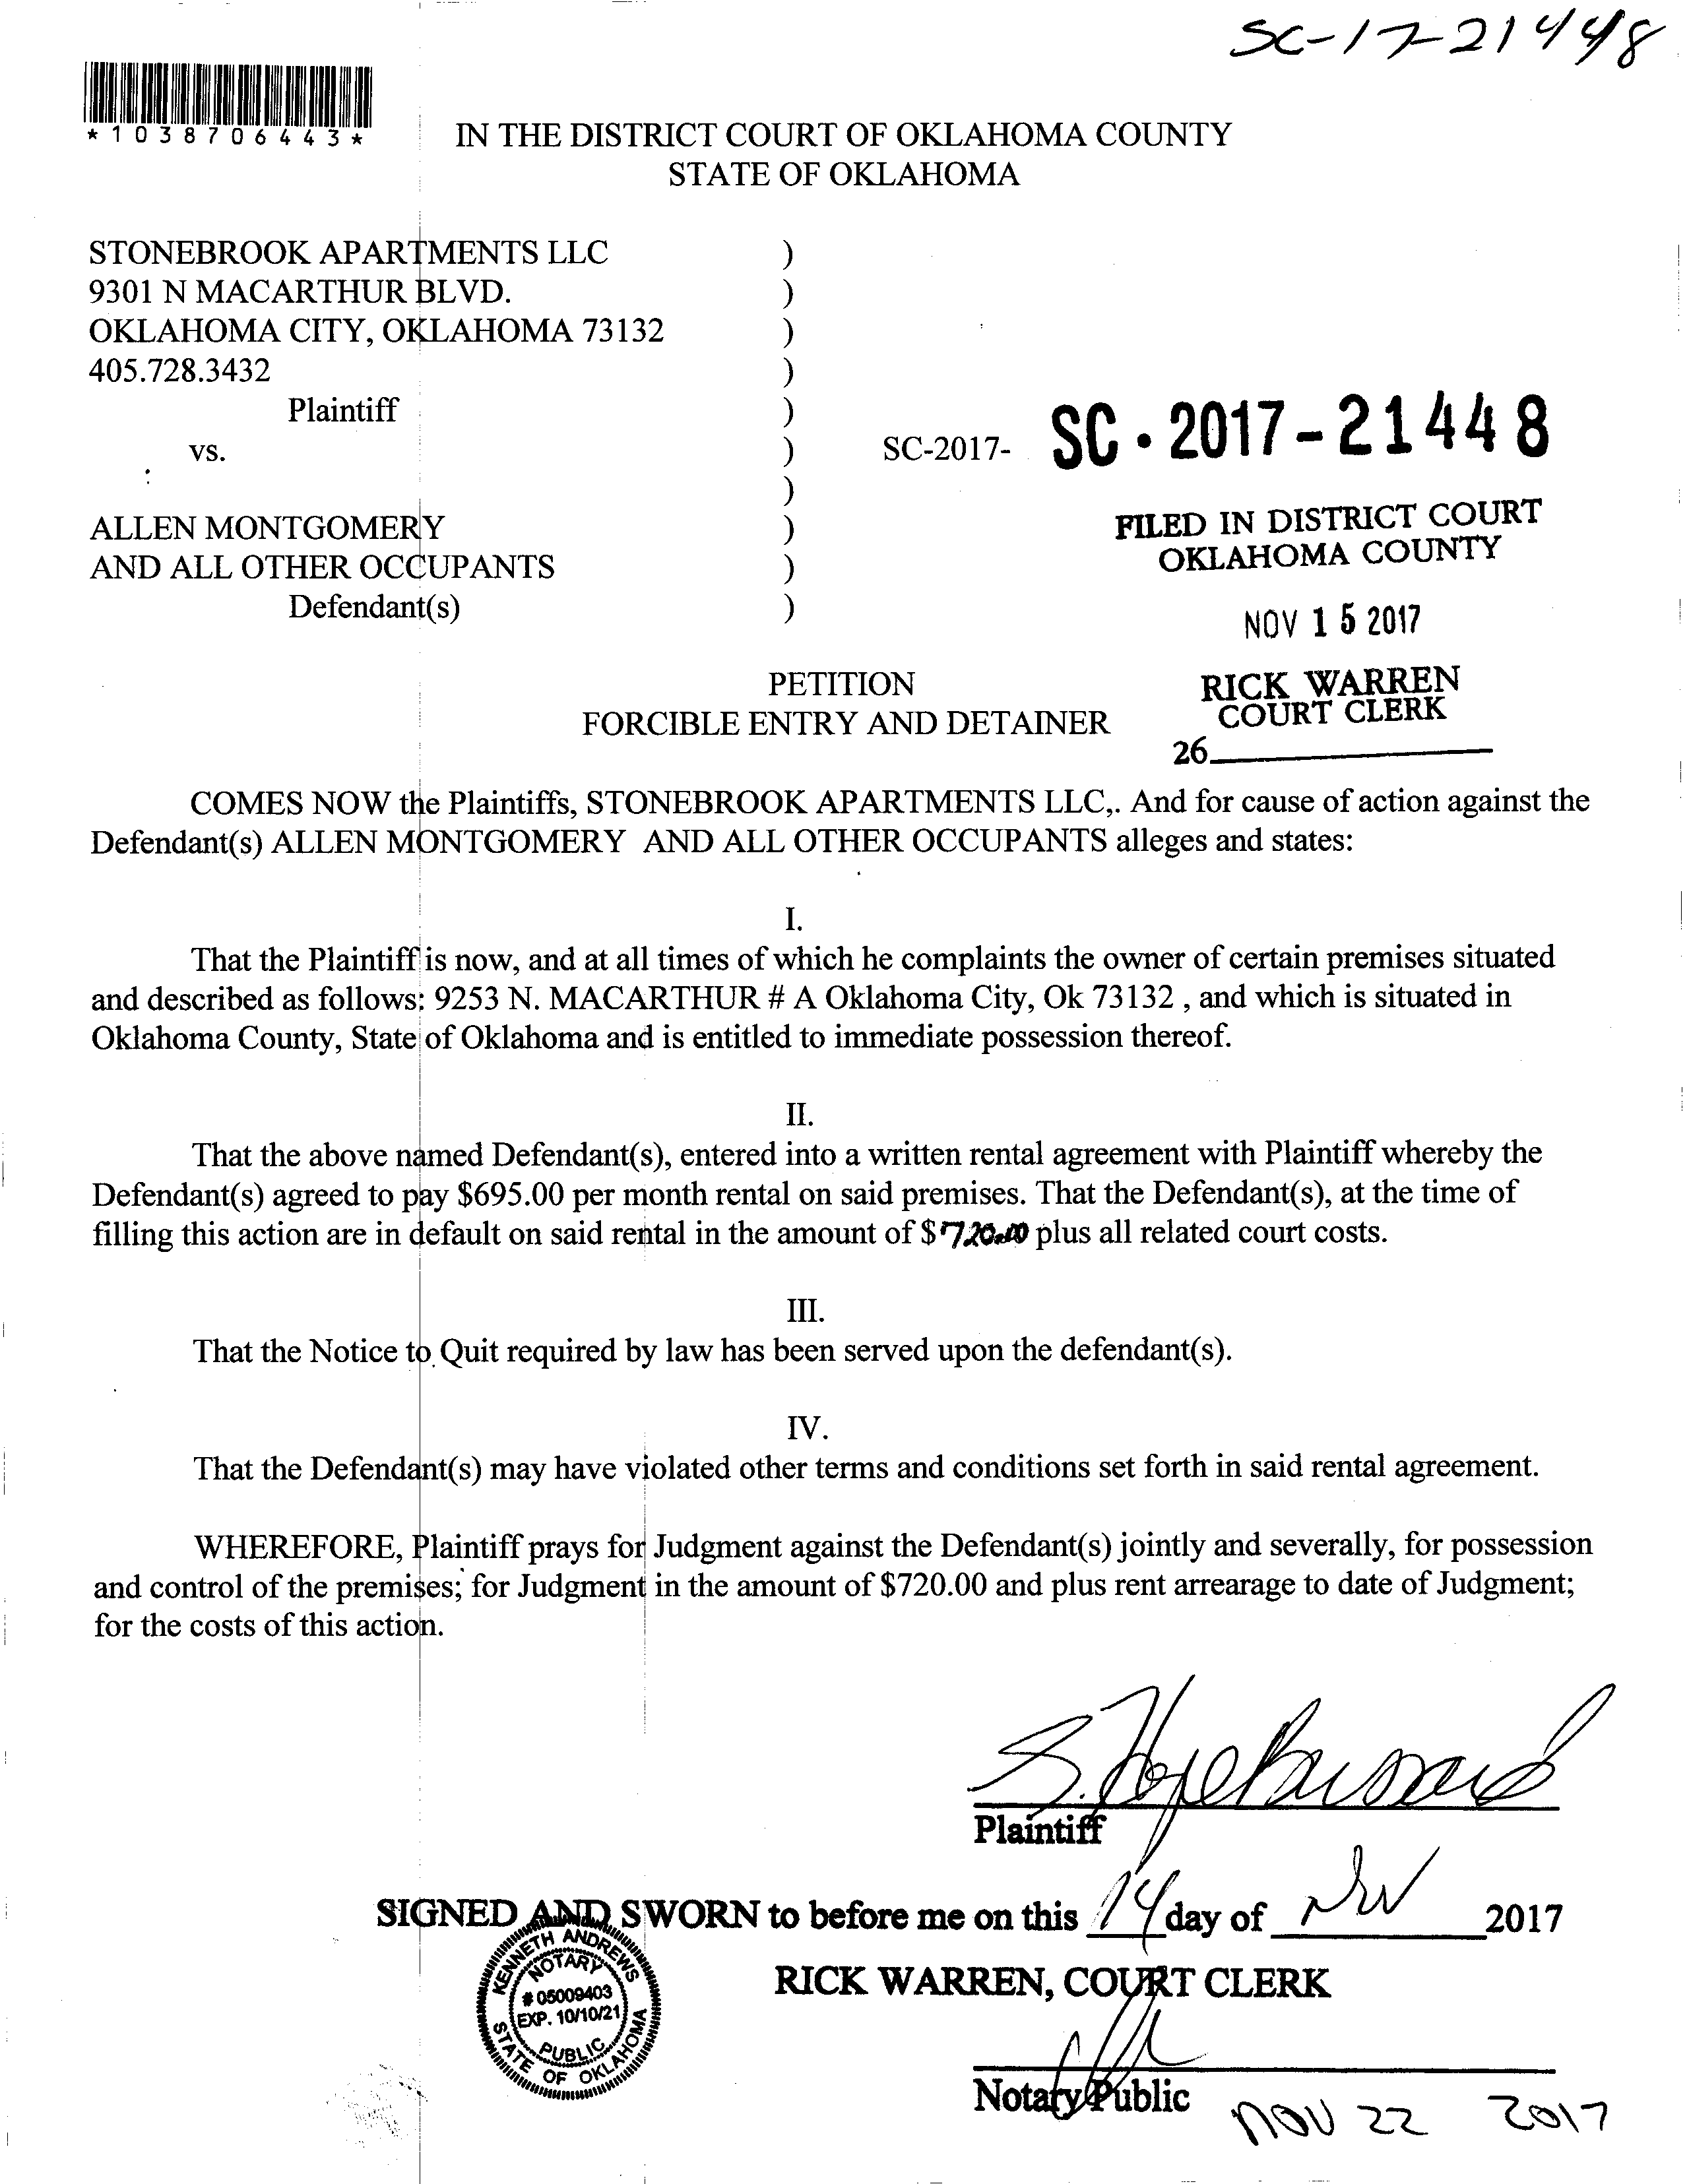 SC-17-21448
*1038706443*
IN THE DISTRICT COURT OF OKLAHOMA COUNTY
STATE OF OKLAHOMA
STONEBROOK APARTMENTS LLC )
9301 N MACARTHUR BLVD. )
OKLAHOMA CITY, OKLAHOMA 73132 )
405.728.3432 )
Plaintiff )
vs. ) SC-2017- SC·2017-21448
)
ALLEN MONTGOMERY )
AND ALL OTHER OCCUPANTS )
Defendant(s) )
FILED IN DISTRICT COURT
OKLAHOMA COUNTY
NOV 15 2017
RICK WARREN
COURT CLERK
26
PETITION
FORCIBLE ENTRY AND DETAINER
COMES NOW the Plaintiffs, STONEBROOK APARTMENTS LLC,. And for cause of action against the
Defendant(s) ALLEN MONTGOMERY AND ALL OTHER OCCUPANTS alleges and states:
I.
That the Plaintiff is now, and at all times of which he complaints the owner of certain premises situated
and described as follows: 9253 N. MACARTHUR # A Oklahoma City, Ok 73132 , and which is situated in
Oklahoma County, State of Oklahoma and is entitled to immediate possession thereof.
II.
That the above named Defendant(s), entered into a written rental agreement with Plaintiff whereby the
Defendant(s) agreed to pay $695.00 per month rental on said premises. That the Defendant(s), at the time of
filling this action are in default on said rental in the amount of $720.00 plus all related court costs.
III.
That the Notice to Quit required by law has been served upon the defendant(s).
IV.
That the Defendant(s) may have violated other terms and conditions set forth in said rental agreement.
WHEREFORE, Plaintiff prays for Judgment against the Defendant(s) jointly and severally, for possession
and control of the premises; for Judgment in the amount of $720.00 and plus rent arrearage to date of Judgment;
for the costs of this action.
Plaintiff
SIGNED AND SWORN to before me on this 14 day of Nov 2017
KENNETH ANDREWS
NOTARY
# 05009403
EXP. 10/10/21
PUBLIC
STATE OF OKLAHOMA
RICK WARREN, COURT CLERK
Notary Public
NOV 22 2017